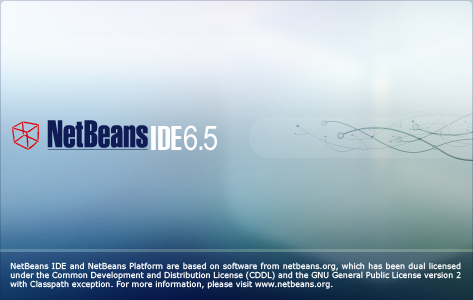 NetBeans IDE 6.5
NetBeans IDE and NetBeans Platform are based on software from netbeans.org, which has been dual licensed
under the Common Development and Distribution License (CDDL) and the GNU General Public License version 2
with Classpath exception. For more information, please visit www.netbeans.org.